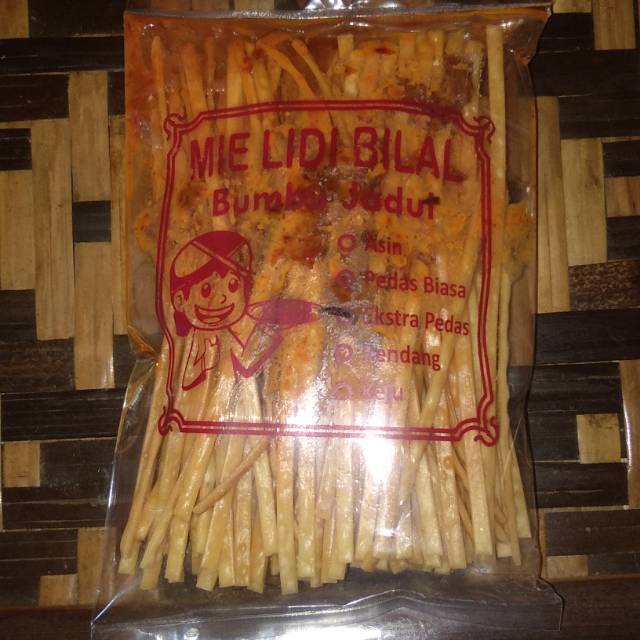 MIE LIDI BILAL
Bumbu Jadul
Asin
Pedas Biasa
Ekstra Pedas
Rendang
Keju